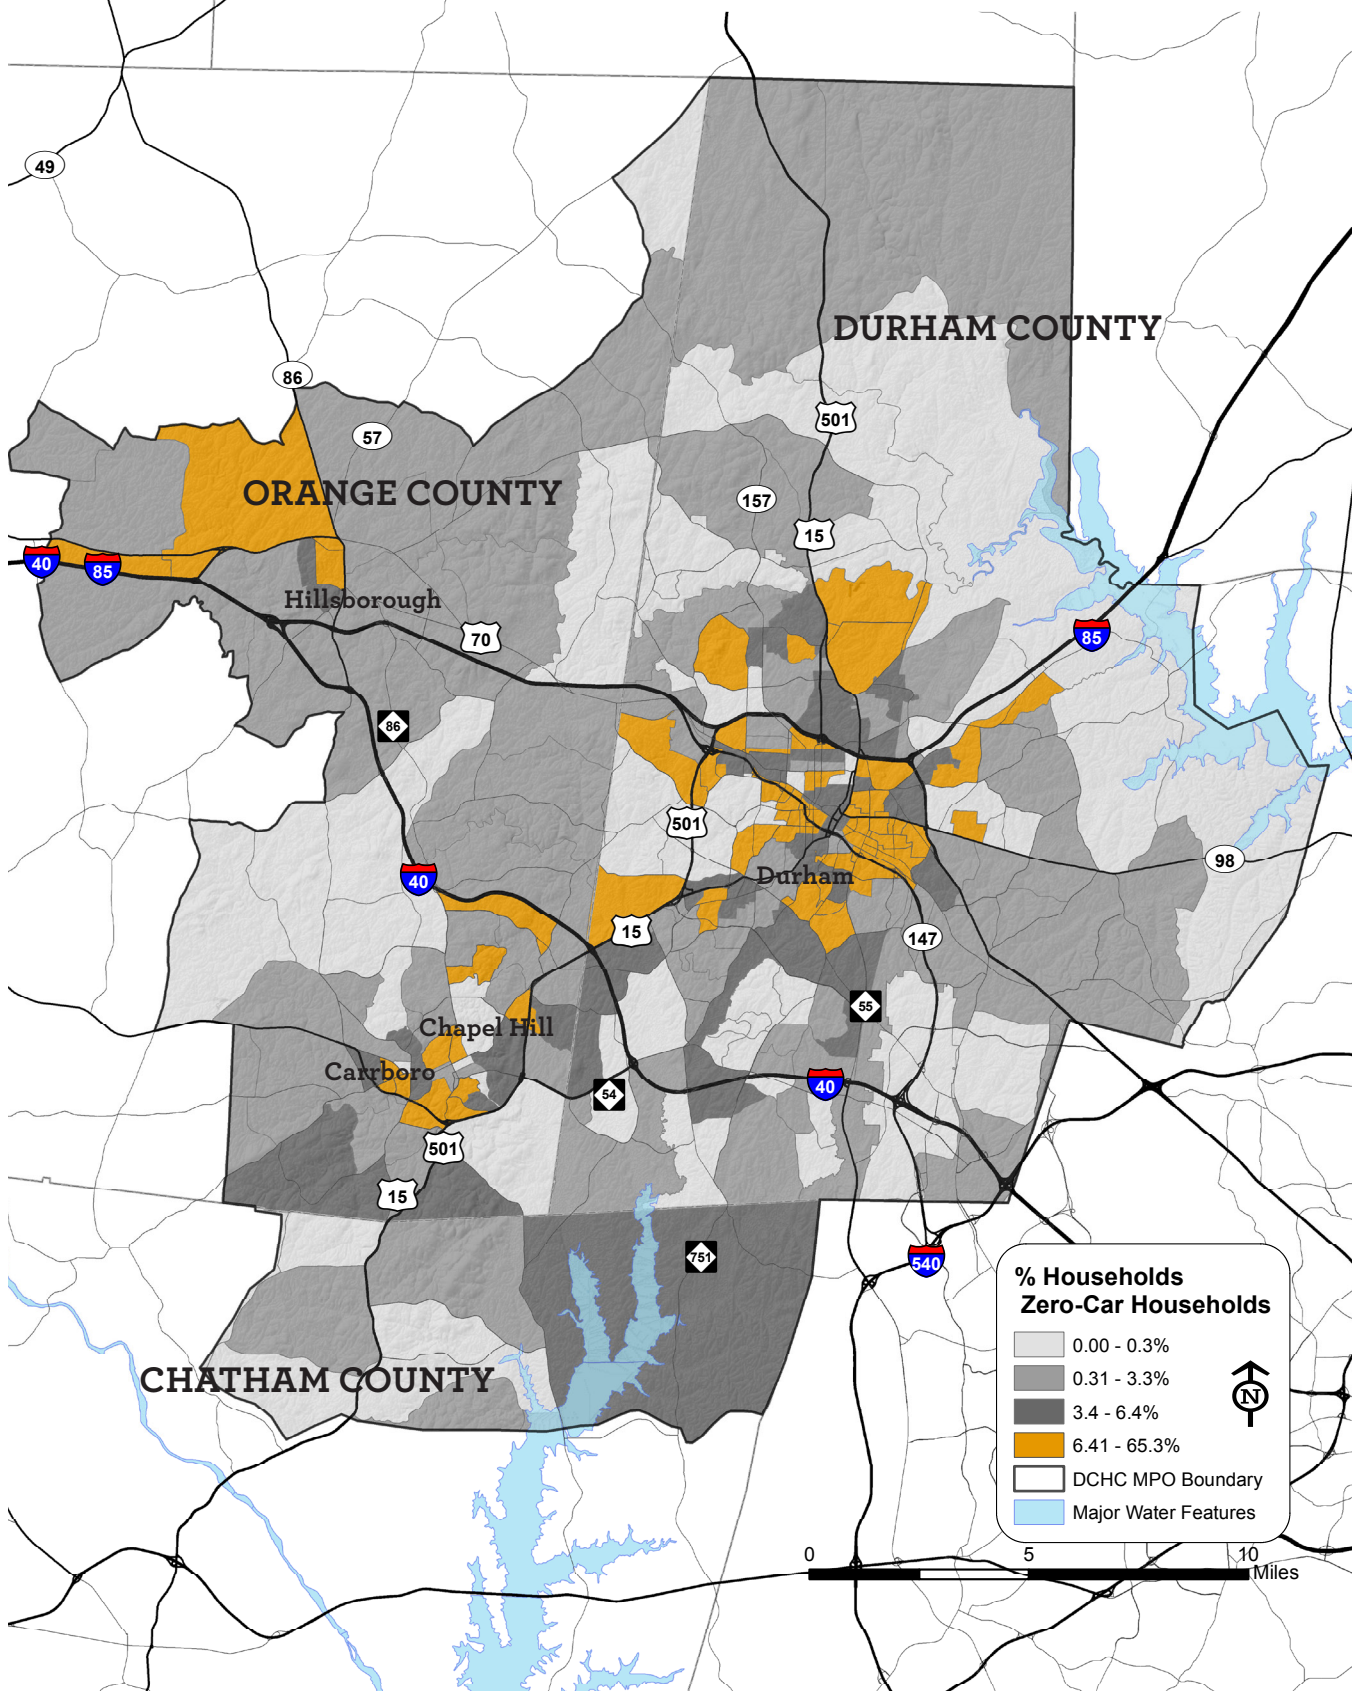 49
DURHAM COUNTY
86
57
501
ORANGE COUNTY
157
15
40
85
Hillsborough
70
85
86
501
98
40
Durham
15
147
55
Chapel Hill
Carrboro
40
54
501
15
751
540
% Households
Zero-Car Households
0.00 - 0.3%
0.31 - 3.3%
3.4 - 6.4%
6.41 - 65.3%
DCHC MPO Boundary
Major Water Features
N
CHATHAM COUNTY
0 5 10
Miles